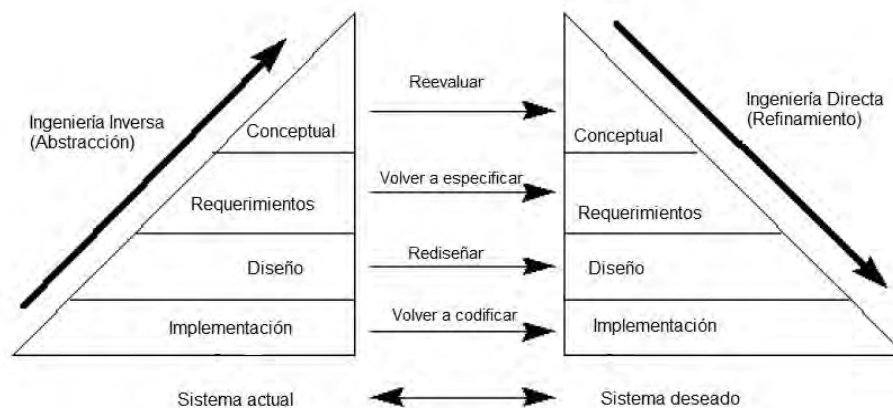 Reevaluar
Ingeniería Inversa
(Abstracción)
Ingeniería Directa
(Refinamiento)
Conceptual
Conceptual
Volver a especificar
Requerimientos
Requerimientos
Rediseñar
Diseño
Diseño
Volver a codificar
Implementación
Implementación
Sistema actual
Sistema deseado